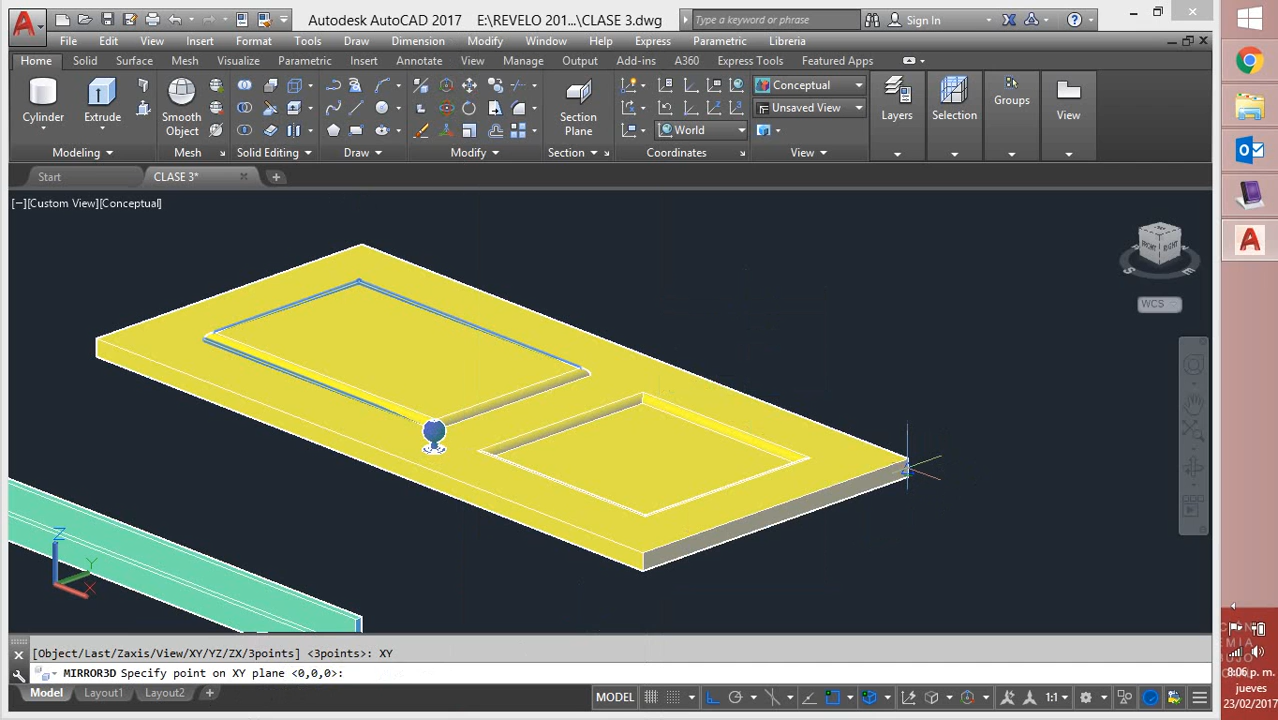 Autodesk AutoCAD 2017 E:\REVELO 201...\CLASE 3.dwg
Type a keyword or phrase
Sign In
File Edit View Insert Format Tools Draw Dimension Modify Window Help Express Parametric Libreria
Home Solid Surface Mesh Visualize Parametric Insert Annotate View Manage Output Add-ins A360 Express Tools Featured Apps
Cylinder
Extrude
Smooth Object
Section Plane
Conceptual
Unsaved View
World
Layers
Selection
Groups
View
Modeling
Mesh
Solid Editing
Draw
Modify
Section
Coordinates
View
Start
CLASE 3*
[−][Custom View][Conceptual]
RIGHT
RIGHT
S
E
WCS
Z
Y
X
[Object/Last/Zaxis/View/XY/YZ/ZX/3points] <3points>: XY
MIRROR3D Specify point on XY plane <0,0,0>:
Model Layout1 Layout2
MODEL
1:1
8:06 p. m.
jueves
23/02/2017